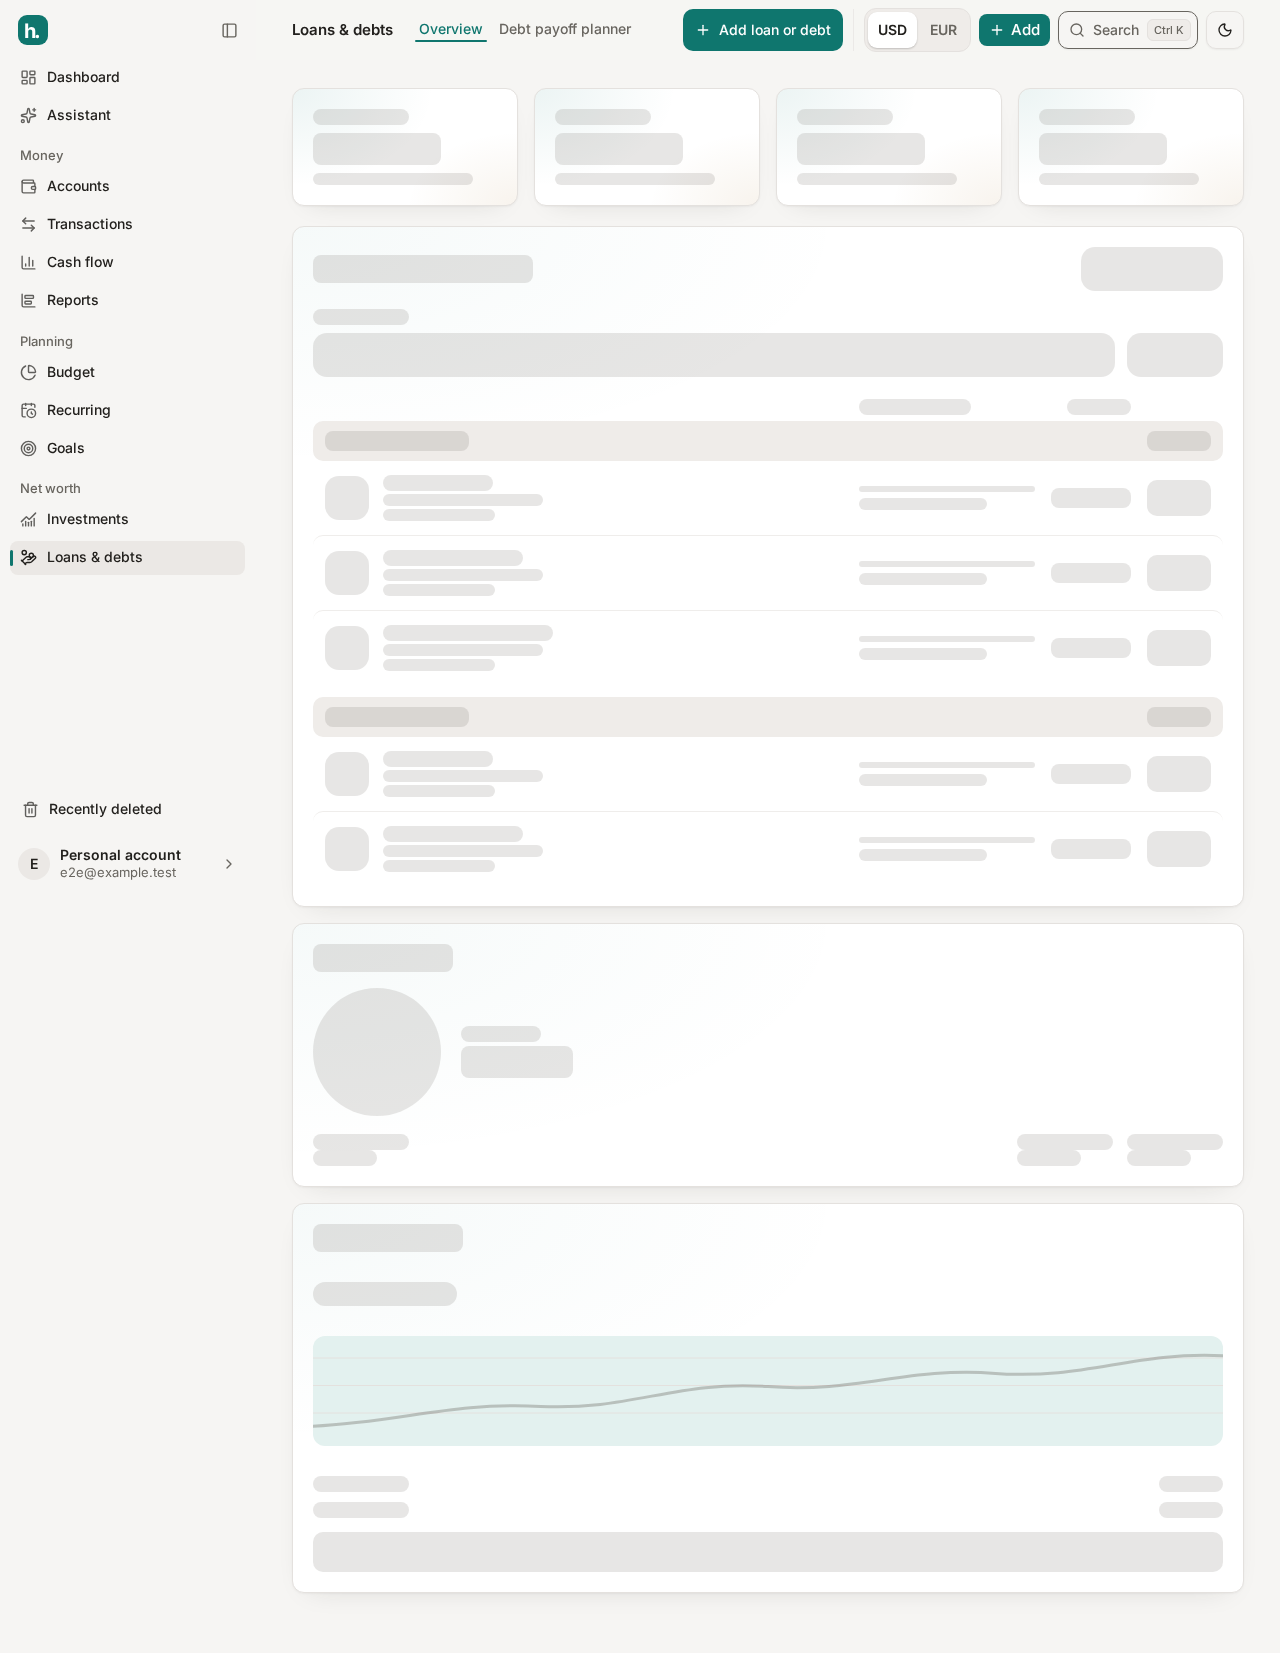 h.
Loans & debts
Overview
Debt payoff planner
Add loan or debt
USD
EUR
Add
Search
Ctrl K
Dashboard
Assistant
Money
Accounts
Transactions
Cash flow
Reports
Planning
Budget
Recurring
Goals
Net worth
Investments
Loans & debts
Recently deleted
E
Personal account
e2e@example.test